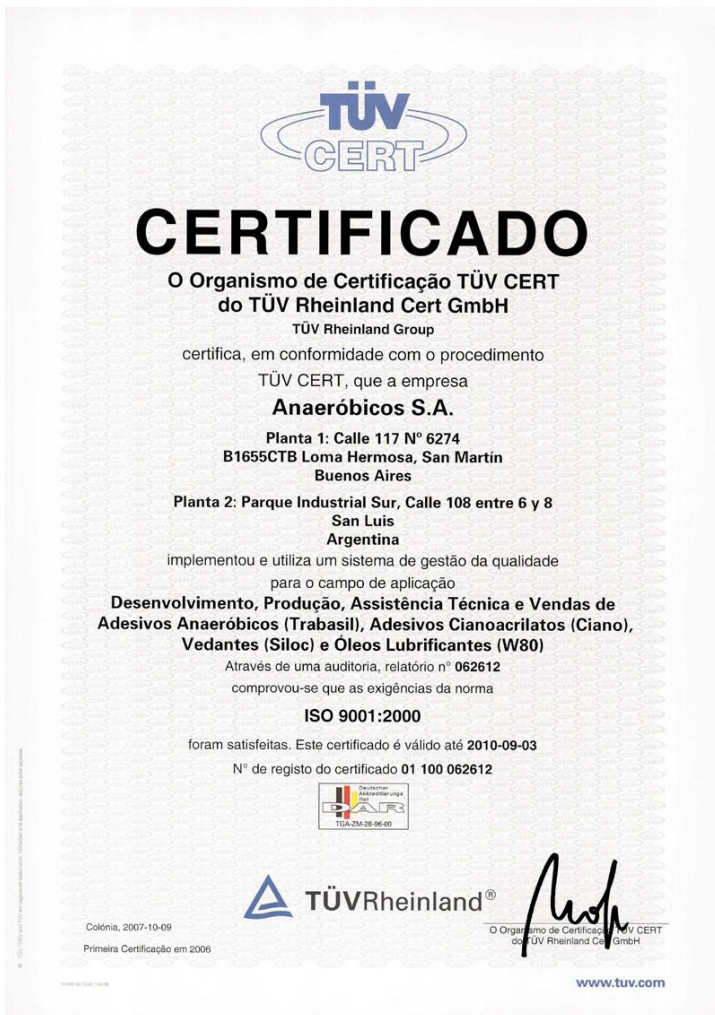 TÜV
CERT
CERTIFICADO
O Organismo de Certificação TÜV CERT
do TÜV Rheinland Cert GmbH
TÜV Rheinland Group
certifica, em conformidade com o procedimento
TÜV CERT, que a empresa
Anaeróbicos S.A.
Planta 1: Calle 117 Nº 6274
B1655CTB Loma Hermosa, San Martín
Buenos Aires
Planta 2: Parque Industrial Sur, Calle 108 entre 6 y 8
San Luis
Argentina
implementou e utiliza um sistema de gestão da qualidade
para o campo de aplicação
Desenvolvimento, Produção, Assistência Técnica e Vendas de
Adesivos Anaeróbicos (Trabasil), Adesivos Cianoacrilatos (Ciano),
Vedantes (Siloc) e Óleos Lubrificantes (W80)
Através de uma auditoria, relatório n° 062612
comprovou-se que as exigências da norma
ISO 9001:2000
foram satisfeitas. Este certificado é válido até 2010-09-03
N° de registo do certificado 01 100 062612
Deutscher
Akkreditierungs
Rat
DAR
TGA-ZM-28-96-00
TÜVRheinland®
Colónia, 2007-10-09
Primeira Certificação em 2006
O Organismo de Certificação TÜV CERT
do TÜV Rheinland Cert GmbH
www.tuv.com